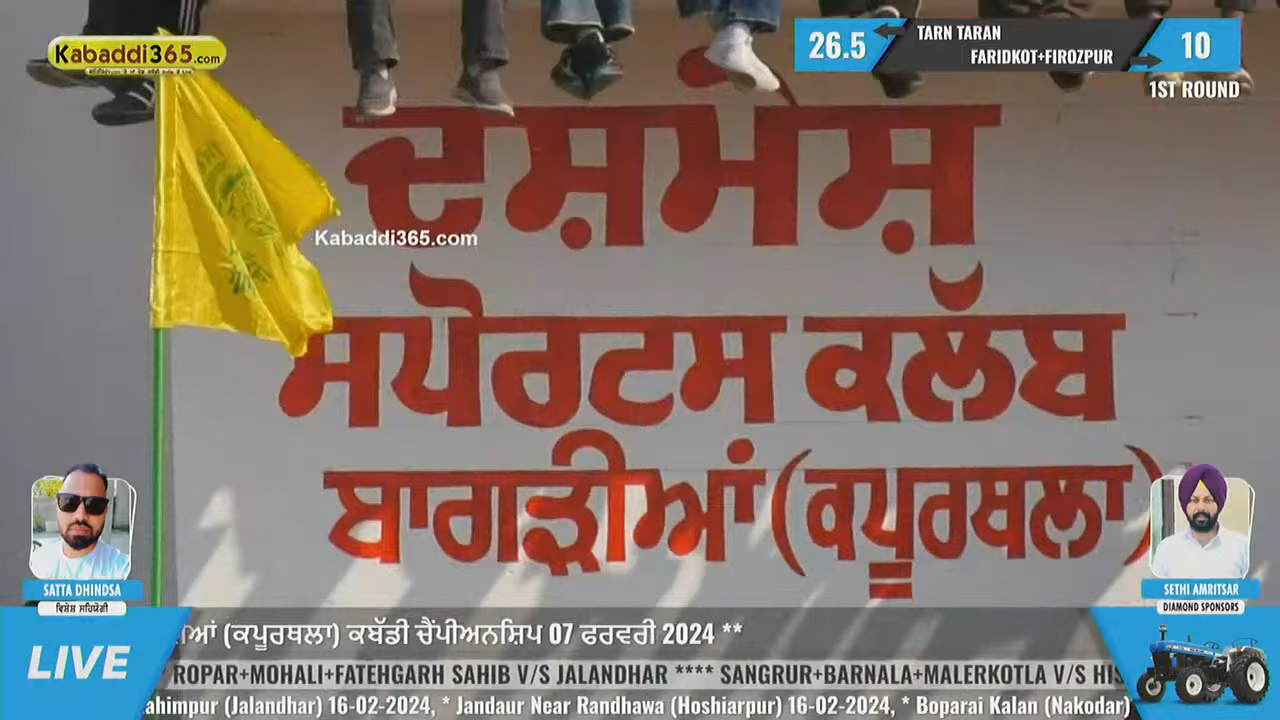 Kabaddi365.com
26.5
TARN TARAN
FARIDKOT+FIROZPUR
10
1ST ROUND
ਦਸ਼ਮੇਸ਼
Kabaddi365.com
ਸਪੋਰਟਸ ਕਲੱਬ
ਬਾਗੜੀਆਂ (ਕਪੂਰਥਲਾ)
SATTA DHINDSA
ਵਿਸ਼ੇਸ਼ ਸਹਿਯੋਗੀ
SETHI AMRITSAR
DIAMOND SPONSORS
LIVE
(ਕਪੂਰਥਲਾ) ਕਬੱਡੀ ਚੈਂਪੀਅਨਸ਼ਿਪ 07 ਫਰਵਰੀ 2024 **
ROPAR+MOHALI+FATEHGARH SAHIB V/S JALANDHAR **** SANGRUR+BARNALA+MALERKOTLA V/S HIS
ahimpur (Jalandhar) 16-02-2024, * Jandaur Near Randhawa (Hoshiarpur) 16-02-2024, * Boparai Kalan (Nakodar)